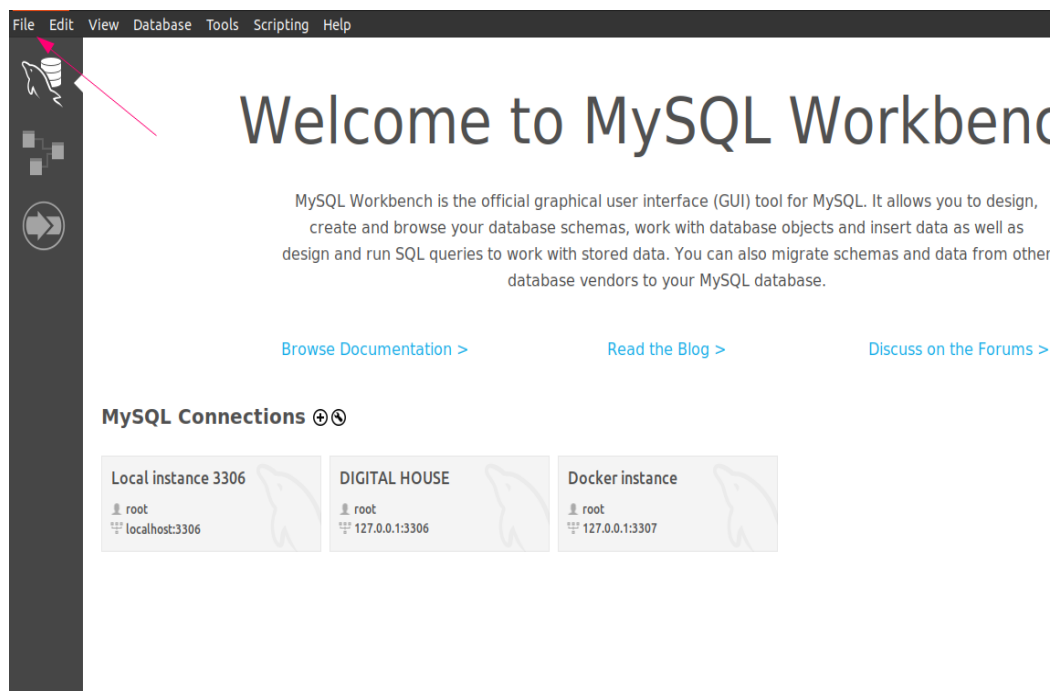 File Edit View Database Tools Scripting Help
Welcome to MySQL Workbenc
MySQL Workbench is the official graphical user interface (GUI) tool for MySQL. It allows you to design,
create and browse your database schemas, work with database objects and insert data as well as
design and run SQL queries to work with stored data. You can also migrate schemas and data from other
database vendors to your MySQL database.
Browse Documentation > Read the Blog > Discuss on the Forums >
MySQL Connections
Local instance 3306
root
localhost:3306
DIGITAL HOUSE
root
127.0.0.1:3306
Docker instance
root
127.0.0.1:3307